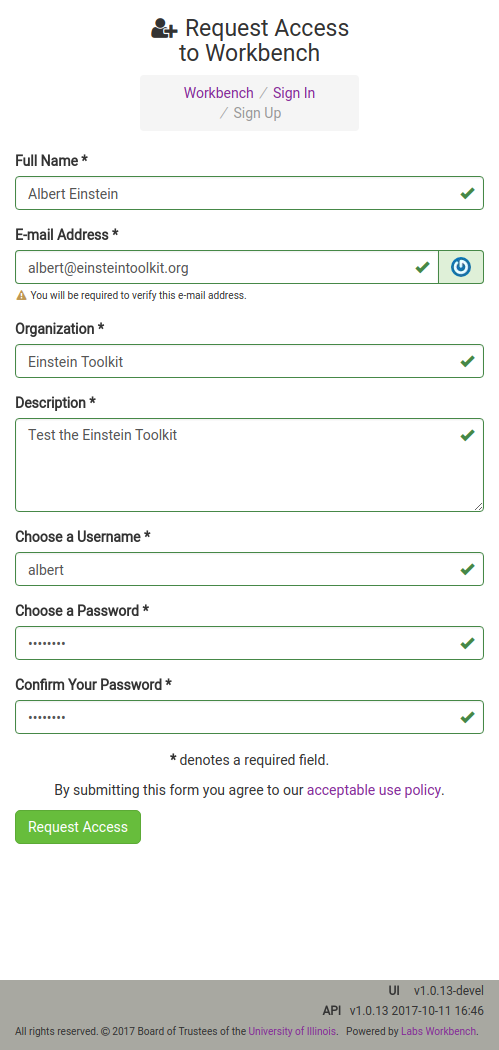 Request Access
to Workbench
Workbench / Sign In
/ Sign Up
Full Name *
Albert Einstein
E-mail Address *
albert@einsteintoolkit.org
You will be required to verify this e-mail address.
Organization *
Einstein Toolkit
Description *
Test the Einstein Toolkit
Choose a Username *
albert
Choose a Password *
••••••••
Confirm Your Password *
••••••••
* denotes a required field.
By submitting this form you agree to our acceptable use policy.
Request Access
UI v1.0.13-devel
API v1.0.13 2017-10-11 16:46
All rights reserved. © 2017 Board of Trustees of the University of Illinois. Powered by Labs Workbench.